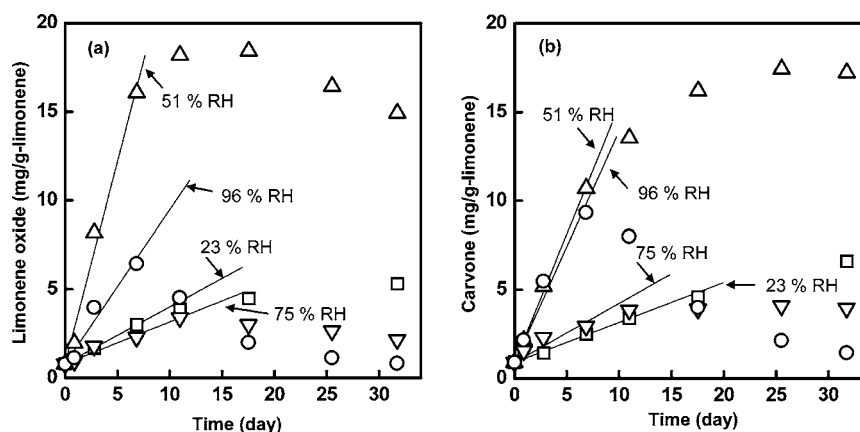 (a)
Limonene oxide (mg/g-limonene)
20
15
10
5
0
51 % RH
96 % RH
23 % RH
75 % RH
0 5 10 15 20 25 30
Time (day)
(b)
Carvone (mg/g-limonene)
20
15
10
5
0
51 % RH
96 % RH
75 % RH
23 % RH
0 5 10 15 20 25 30
Time (day)